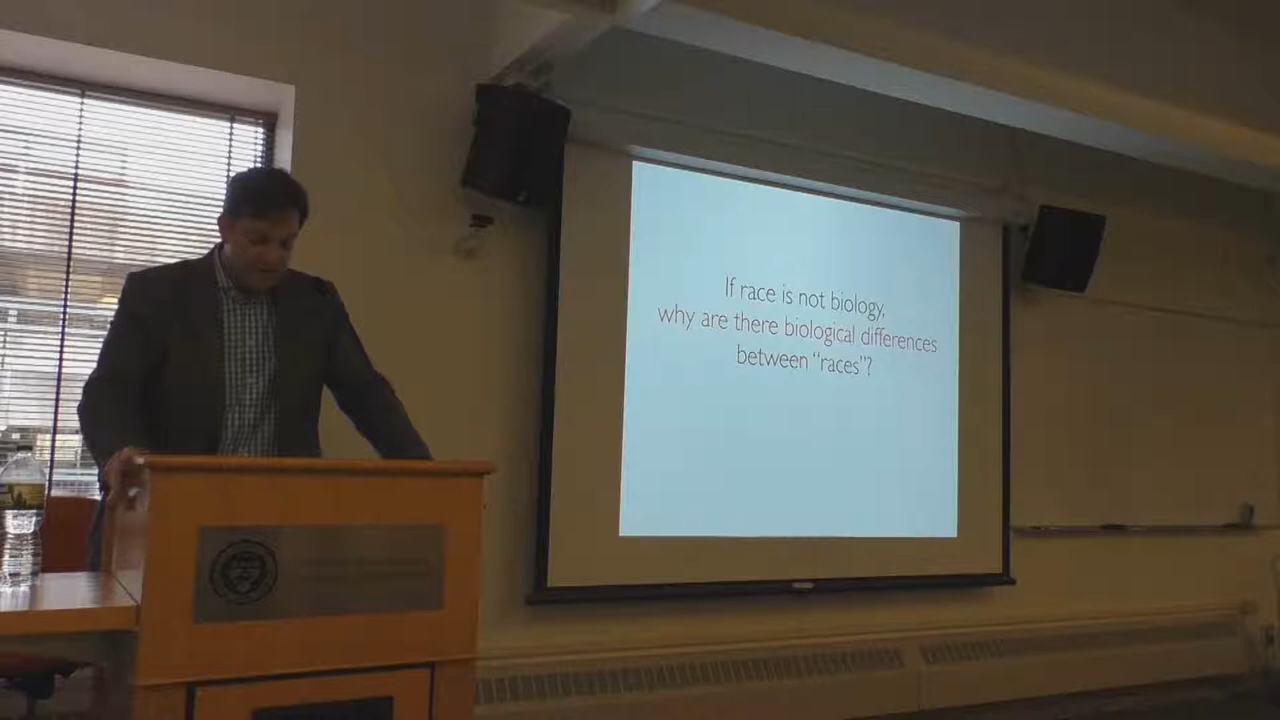 If race is not biology,
why are there biological differences
between “races”?